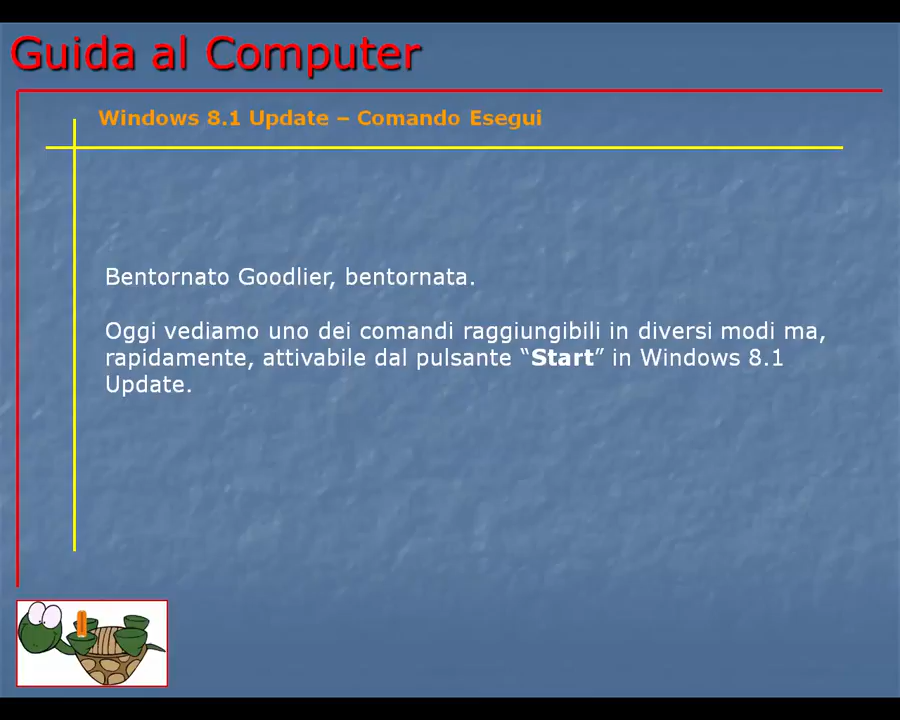 Guida al Computer
Windows 8.1 Update – Comando Esegui
Bentornato Goodlier, bentornata.
Oggi vediamo uno dei comandi raggiungibili in diversi modi ma,
rapidamente, attivabile dal pulsante “Start” in Windows 8.1
Update.